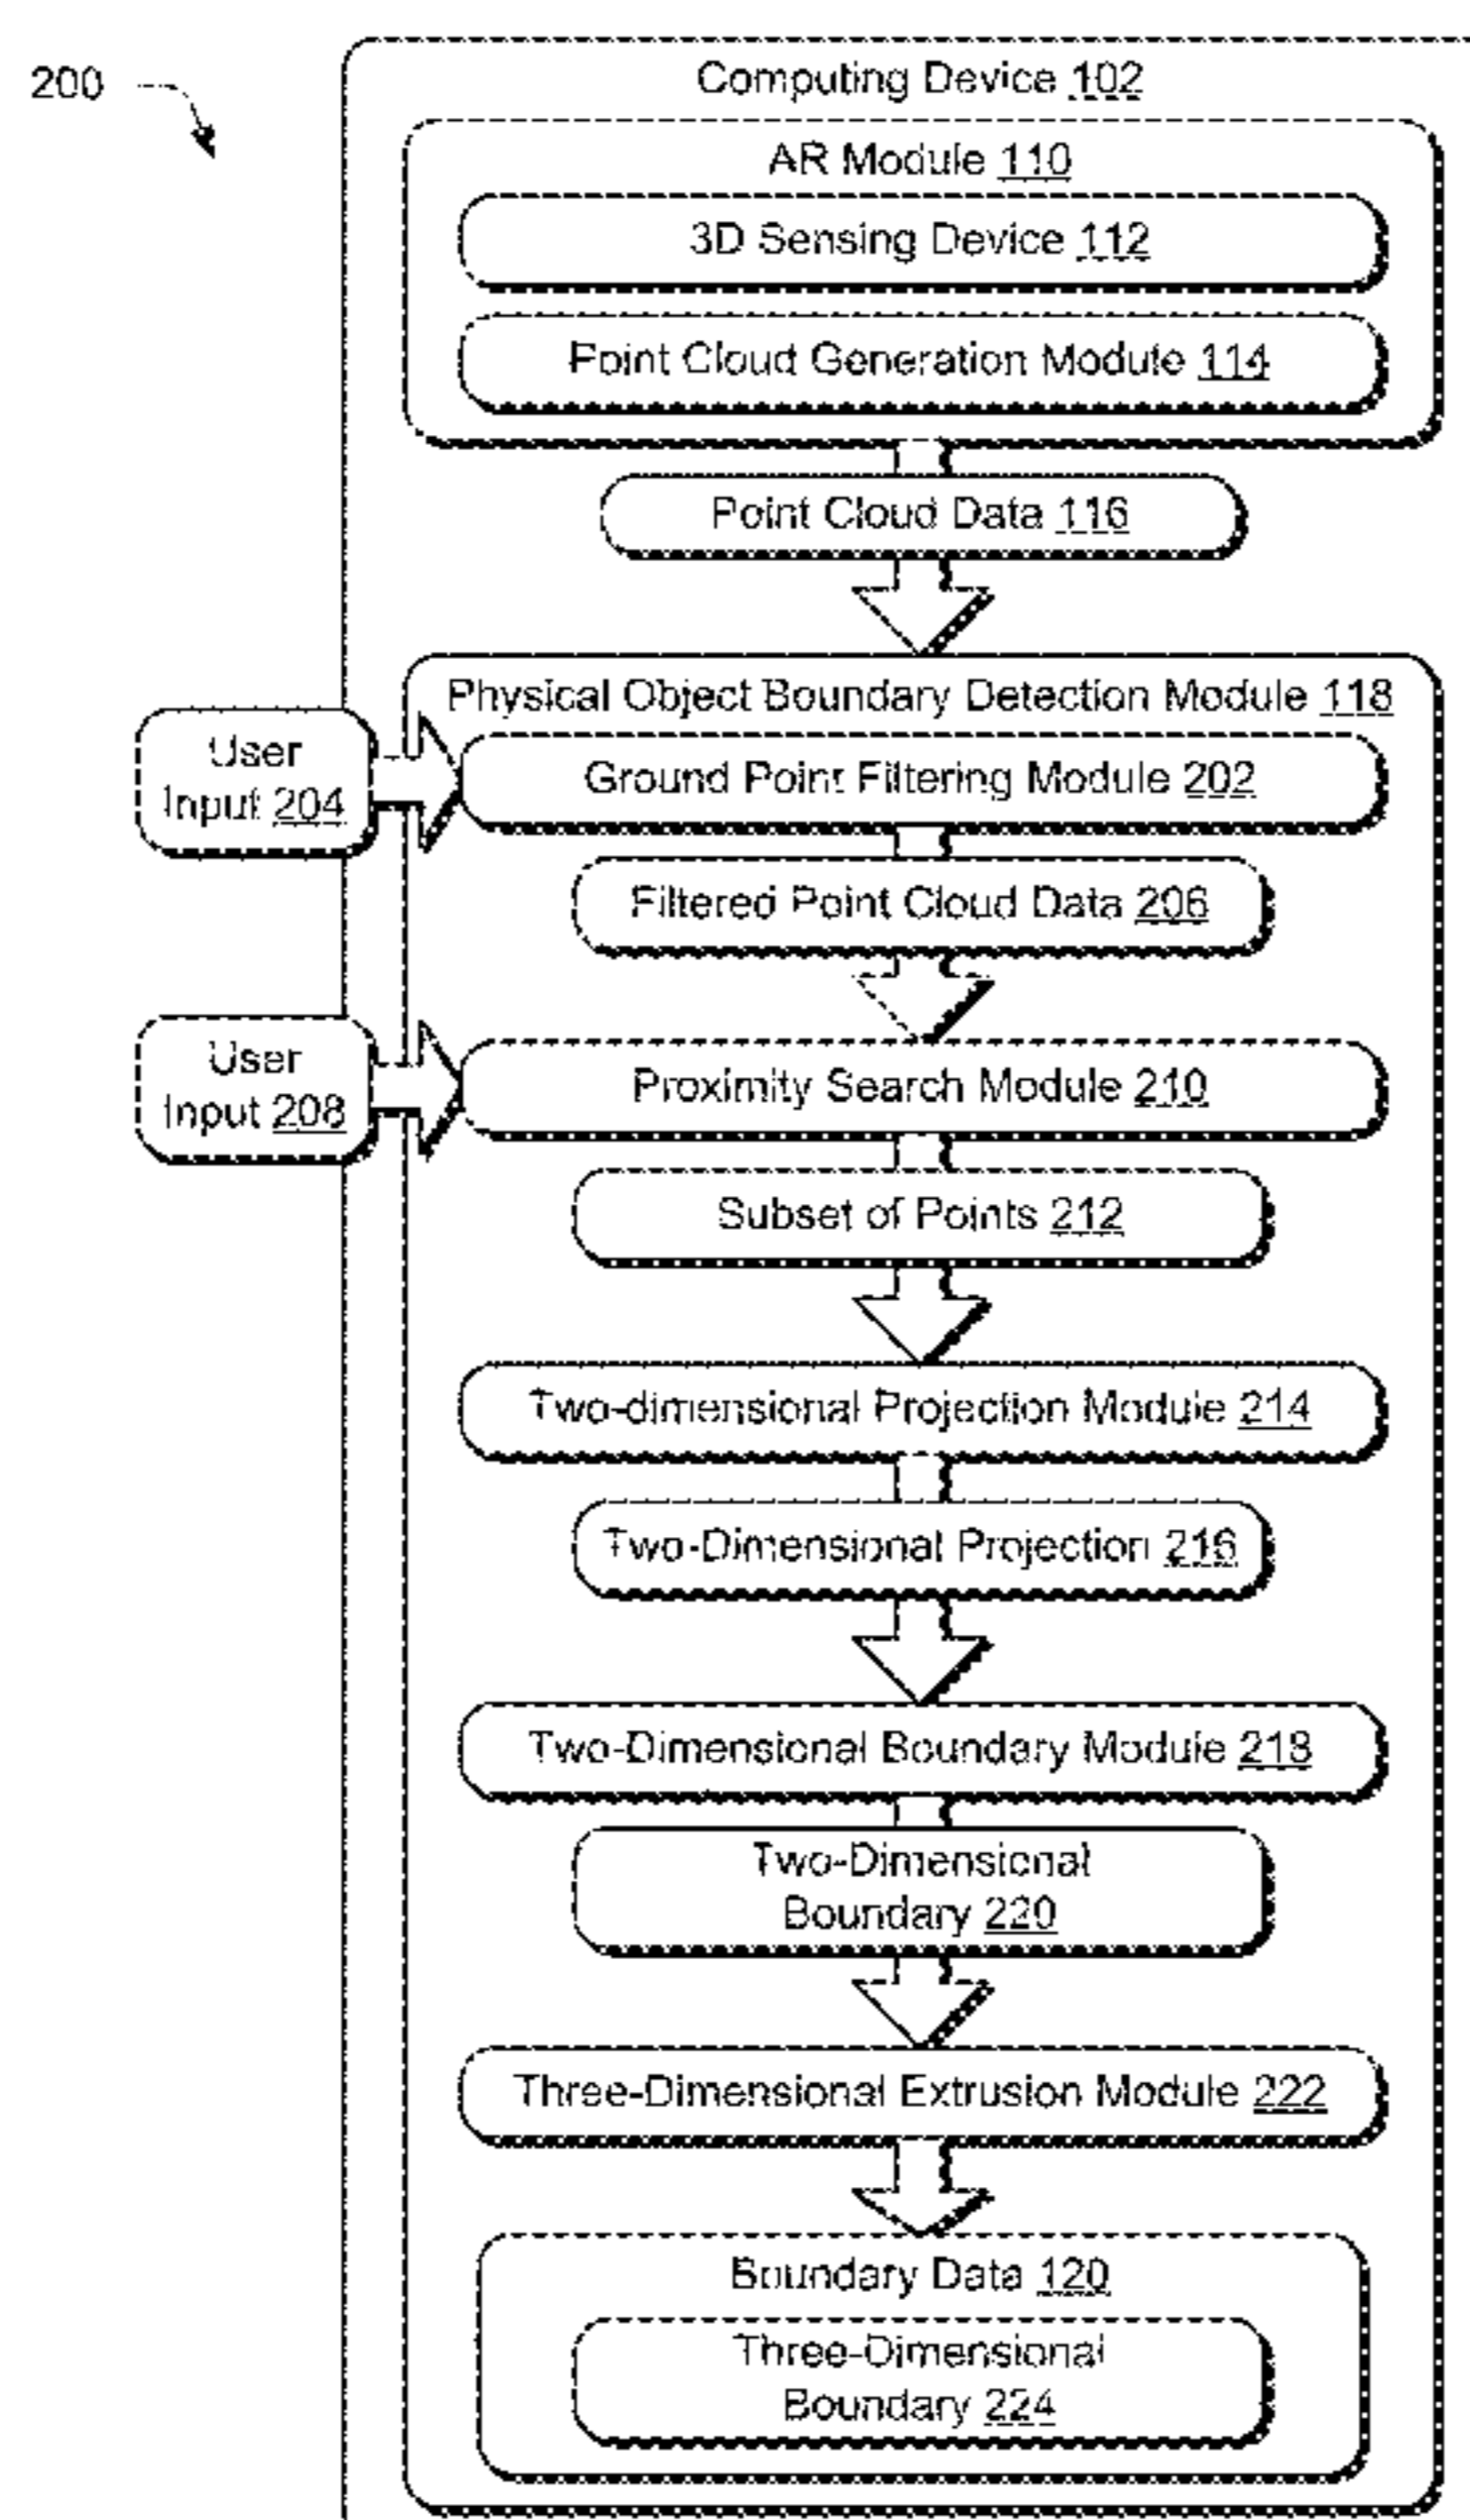 200
Computing Device 102
AR Module 110
3D Sensing Device 112
Point Cloud Generation Module 114
Point Cloud Data 116
Physical Object Boundary Detection Module 118
User
Input 204
Ground Point Filtering Module 202
Filtered Point Cloud Data 206
User
Input 208
Proximity Search Module 210
Subset of Points 212
Two-dimensional Projection Module 214
Two-Dimensional Projection 216
Two-Dimensional Boundary Module 218
Two-Dimensional
Boundary 220
Three-Dimensional Extrusion Module 222
Boundary Data 120
Three-Dimensional
Boundary 224